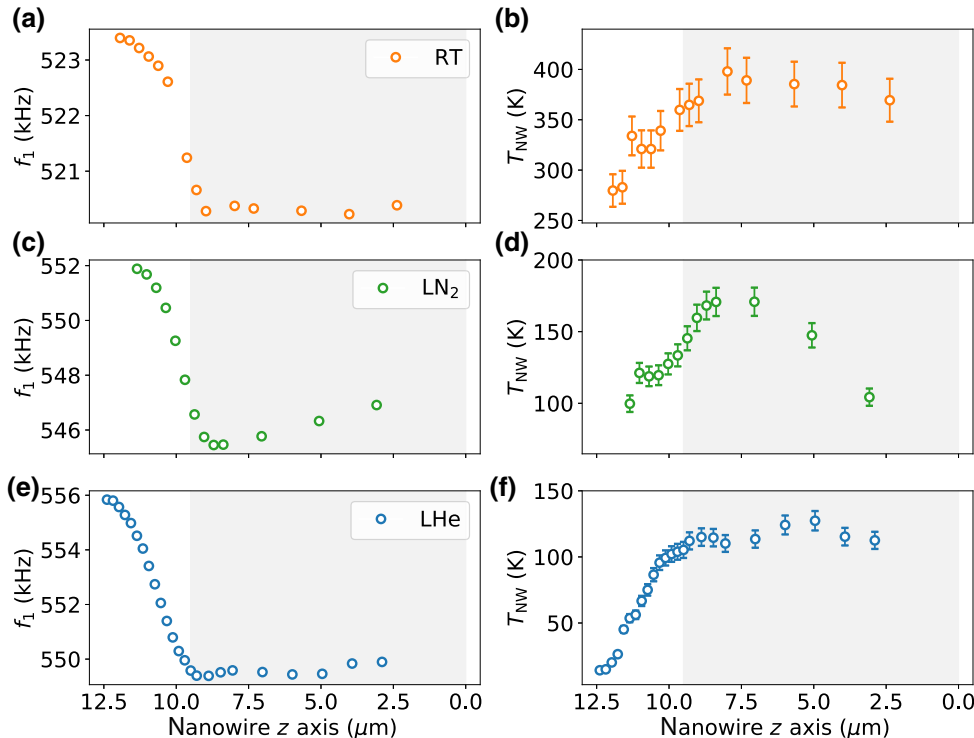 (a)
523
522
521
f₁ (kHz)
RT
(b)
400
350
300
250
T_NW (K)
(c)
552
550
548
546
f₁ (kHz)
LN₂
(d)
200
150
100
T_NW (K)
(e)
556
554
552
550
f₁ (kHz)
LHe
12.5 10.0 7.5 5.0 2.5 0.0
Nanowire z axis (μm)
(f)
150
100
50
T_NW (K)
12.5 10.0 7.5 5.0 2.5 0.0
Nanowire z axis (μm)